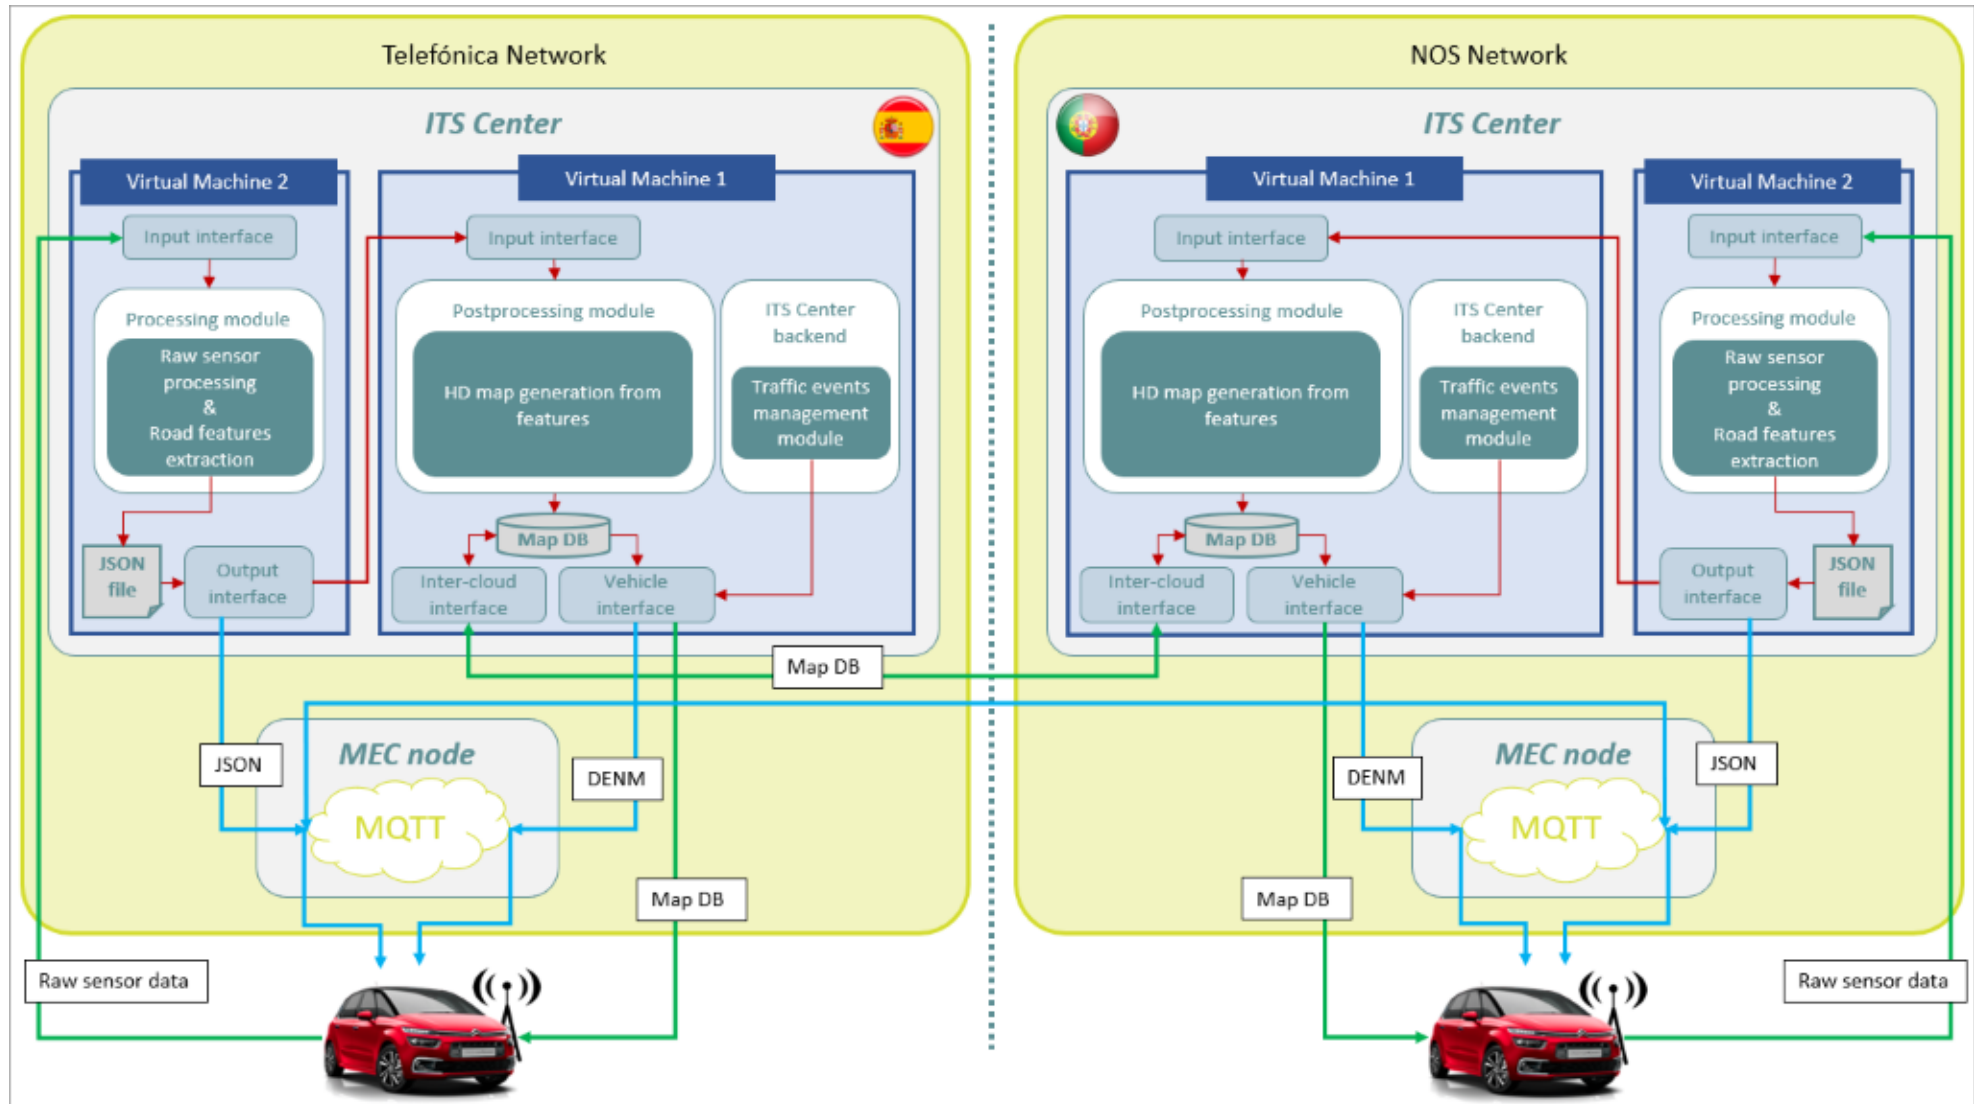 Telefónica Network
ITS Center
Virtual Machine 2
Virtual Machine 1
Input interface
Input interface
Processing module
Raw sensor
processing
&
Road features
extraction
Postprocessing module
HD map generation from
features
ITS Center
backend
Traffic events
management
module
Map DB
JSON
file
Output
interface
Inter-cloud
interface
Vehicle
interface
NOS Network
ITS Center
Virtual Machine 1
Virtual Machine 2
Input interface
Input interface
Postprocessing module
HD map generation from
features
ITS Center
backend
Traffic events
management
module
Processing module
Raw sensor
processing
&
Road features
extraction
Map DB
Inter-cloud
interface
Vehicle
interface
Output
interface
JSON
file
Map DB
JSON
MEC node
MQTT
DENM
Map DB
Raw sensor data
DENM
MEC node
MQTT
JSON
Map DB
Raw sensor data